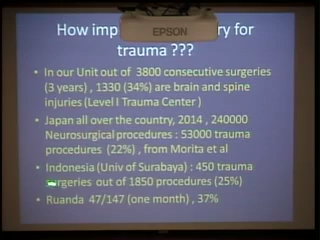 EPSON
How imp ry for
trauma ???
• In our Unit out of 3800 consecutive surgeries
(3 years) , 1330 (34%) are brain and spine
injuries (Level I Trauma Center )
• Japan all over the country, 2014 , 240000
Neurosurgical procedures : 53000 trauma
procedures (22%) , from Morita et al
• Indonesia (Univ of Surabaya) : 450 trauma
surgeries out of 1850 procedures (25%)
• Ruanda 47/147 (one month) , 37%